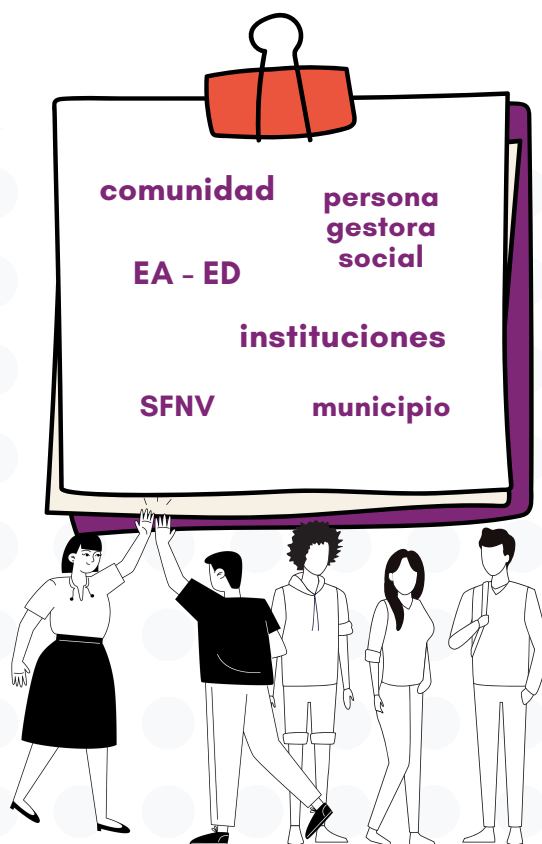 comunidad
persona
gestora
social
EA - ED
instituciones
SFNV
municipio